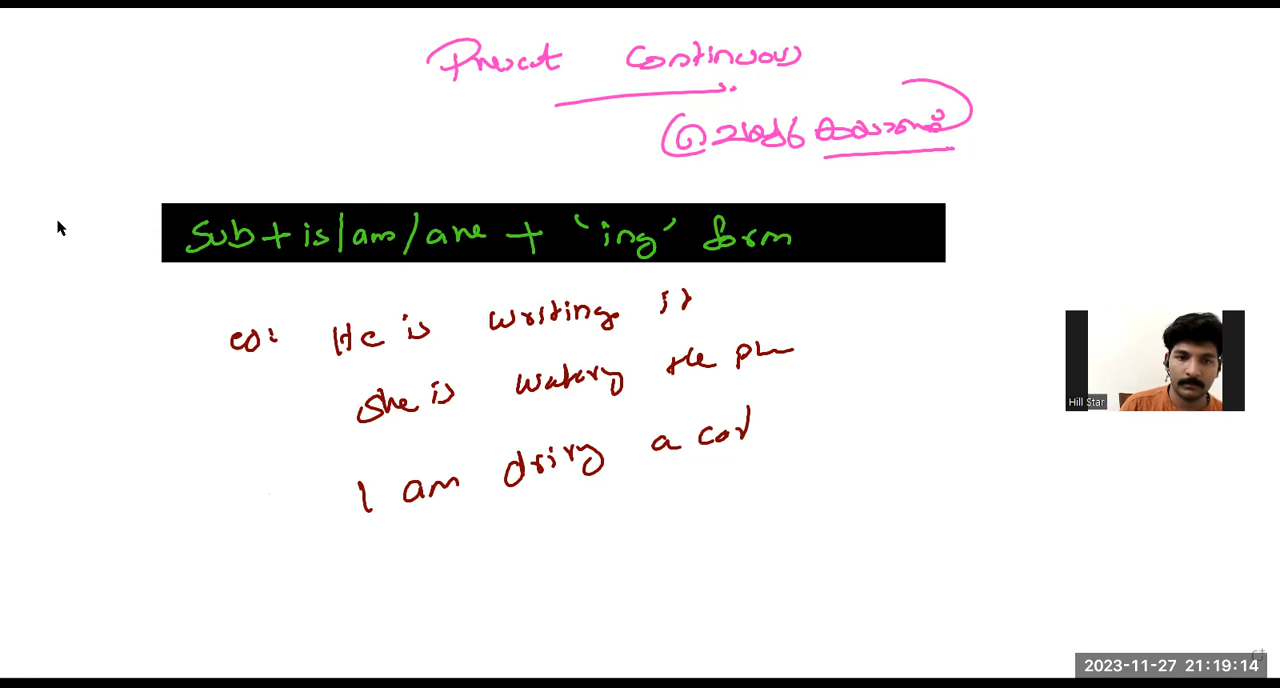 Present Continuous
Sub + is/am/are + 'ing' form
eg: He is writing it
She is watering the
I am driving a car
Hill Star
2023-11-27 21:19:14